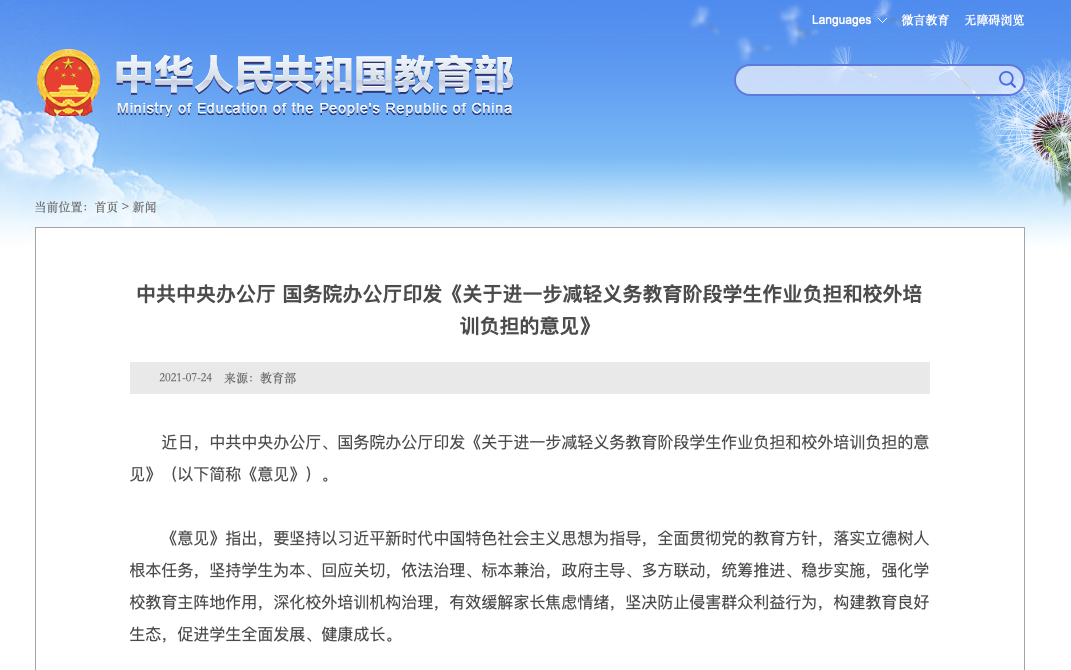 Languages 微言教育 无障碍浏览
中华人民共和国教育部
Ministry of Education of the People's Republic of China
当前位置：首页 > 新闻
中共中央办公厅 国务院办公厅印发《关于进一步减轻义务教育阶段学生作业负担和校外培
训负担的意见》
2021-07-24 来源：教育部
近日，中共中央办公厅、国务院办公厅印发《关于进一步减轻义务教育阶段学生作业负担和校外培训负担的意
见》（以下简称《意见》）。
《意见》指出，要坚持以习近平新时代中国特色社会主义思想为指导，全面贯彻党的教育方针，落实立德树人
根本任务，坚持学生为本、回应关切，依法治理、标本兼治，政府主导、多方联动，统筹推进、稳步实施，强化学
校教育主阵地作用，深化校外培训机构治理，有效缓解家长焦虑情绪，坚决防止侵害群众利益行为，构建教育良好
生态，促进学生全面发展、健康成长。